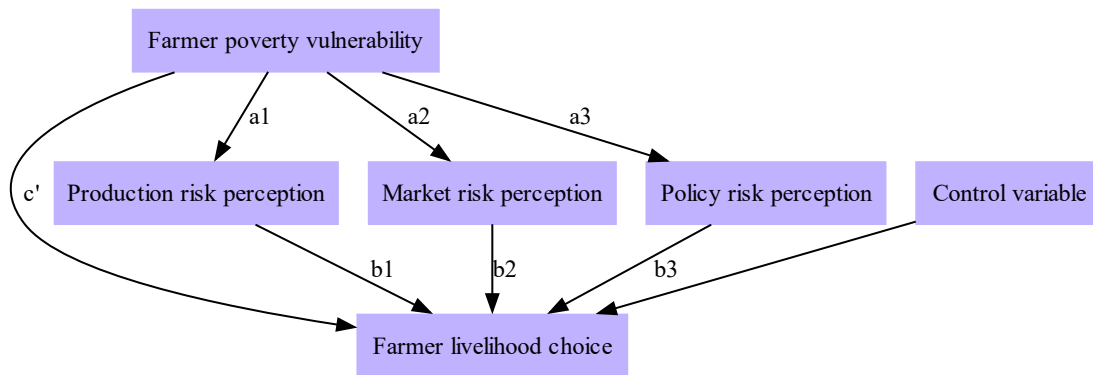 Farmer poverty vulnerability
a1
a2
a3
c'
Production risk perception
Market risk perception
Policy risk perception
Control variable
b1
b2
b3
Farmer livelihood choice